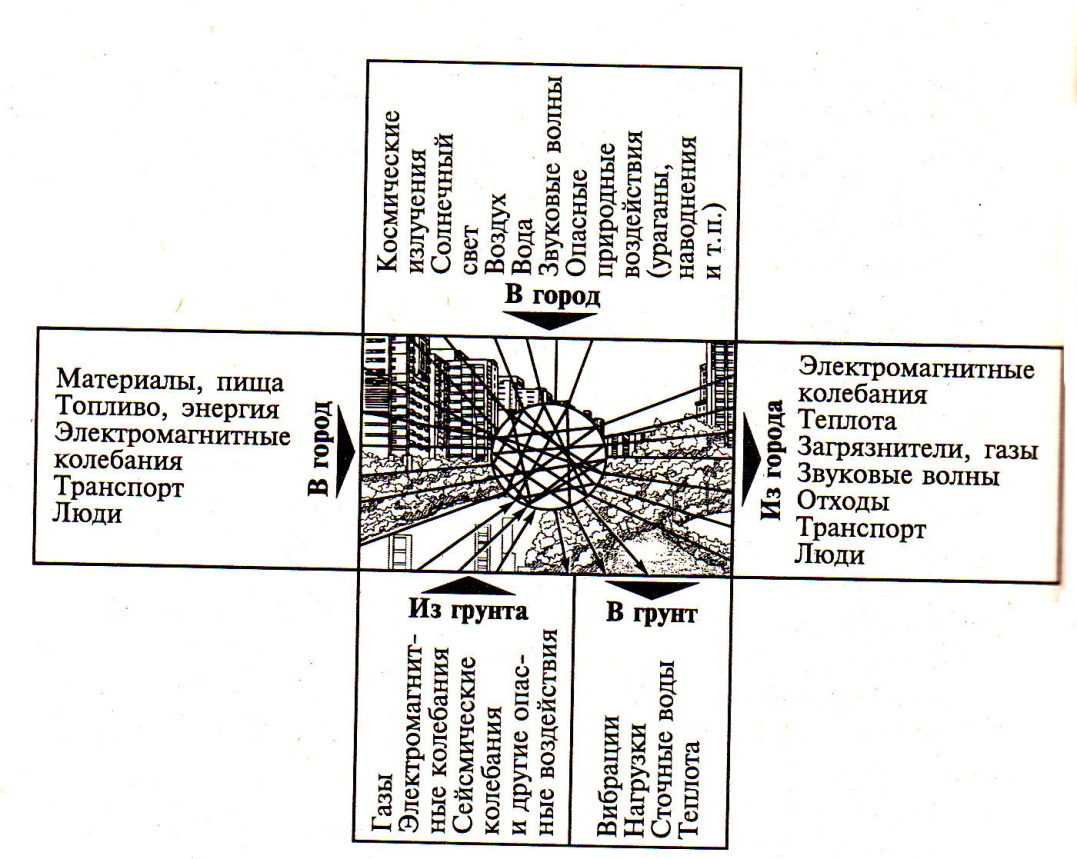 Космические
излучения
Солнечный
свет
Воздух
Вода
Звуковые волны
Опасные
природные
воздействия
(ураганы,
наводнения
и т.п.)
В город
Материалы, пища
Топливо, энергия
Электромагнитные
колебания
Транспорт
Люди
В город
Из города
Электромагнитные
колебания
Теплота
Загрязнители, газы
Звуковые волны
Отходы
Транспорт
Люди
Из грунта
Газы
Электромагнит-
ные колебания
Сейсмические
колебания
и другие опас-
ные воздействия
В грунт
Вибрации
Нагрузки
Сточные воды
Теплота